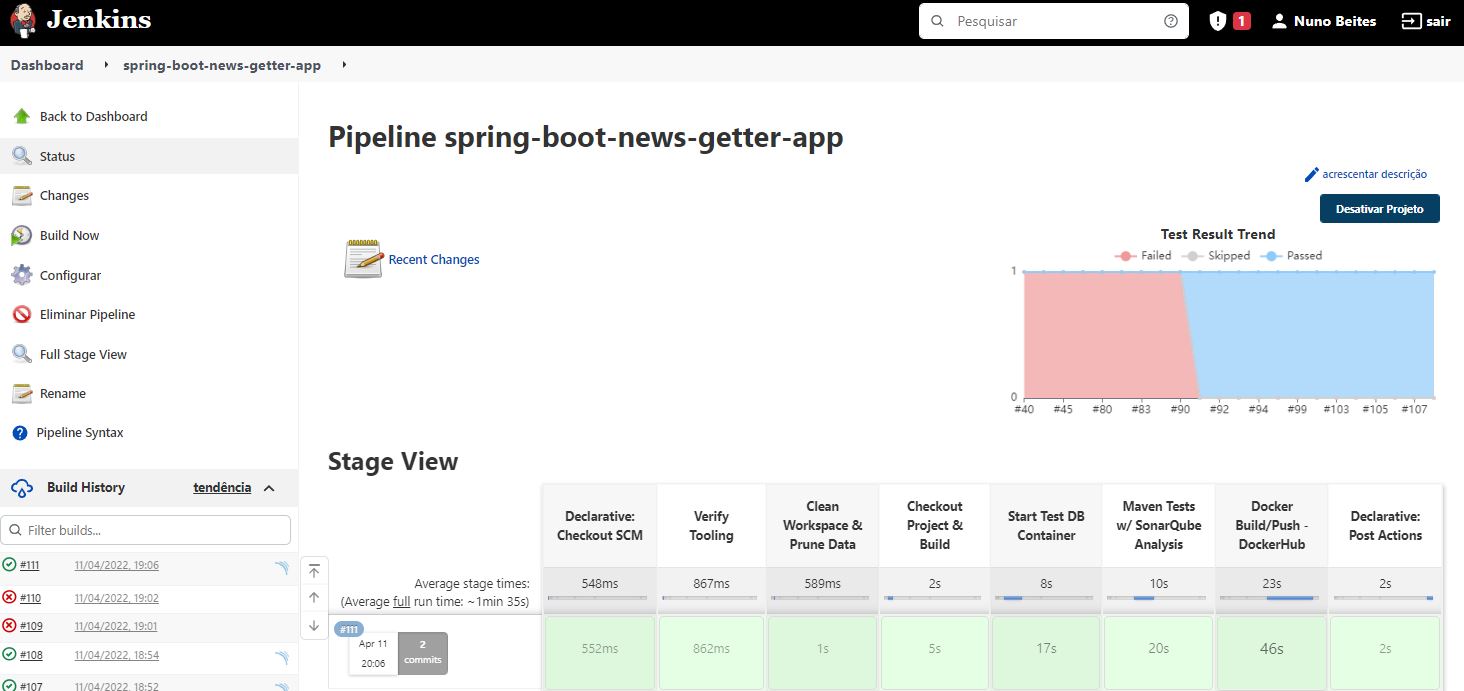 Jenkins
Pesquisar
1
Nuno Beites
sair
Dashboard
spring-boot-news-getter-app
Back to Dashboard
Status
Changes
Build Now
Configurar
Eliminar Pipeline
Full Stage View
Rename
Pipeline Syntax
Build History
tendência
Filter builds...
#111 11/04/2022, 19:06
#110 11/04/2022, 19:02
#109 11/04/2022, 19:01
#108 11/04/2022, 18:54
#107 11/04/2022, 18:52
Pipeline spring-boot-news-getter-app
acrescentar descrição
Desativar Projeto
Recent Changes
Test Result Trend
Failed Skipped Passed
1
0
#40 #45 #80 #83 #90 #92 #94 #99 #103 #105 #107
Stage View
Declarative: Checkout SCM
Verify Tooling
Clean Workspace & Prune Data
Checkout Project & Build
Start Test DB Container
Maven Tests w/ SonarQube Analysis
Docker Build/Push - DockerHub
Declarative: Post Actions
Average stage times:
(Average full run time: ~1min 35s)
548ms 867ms 589ms 2s 8s 10s 23s 2s
#111
Apr 11
20:06
2
commits
552ms 862ms 1s 5s 17s 20s 46s 2s